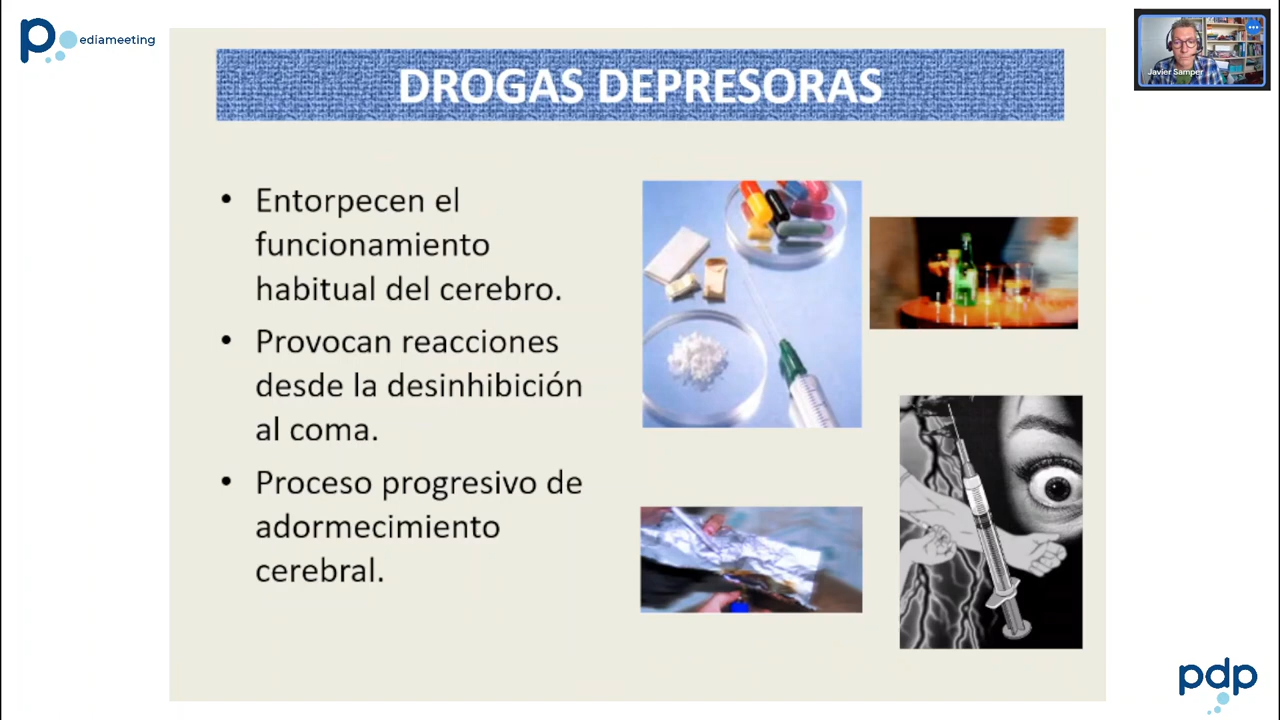 pediameeting
Javier Samper
DROGAS DEPRESORAS
• Entorpecen el
funcionamiento
habitual del cerebro.
• Provocan reacciones
desde la desinhibición
al coma.
• Proceso progresivo de
adormecimiento
cerebral.
pdp